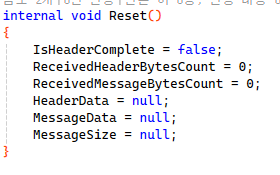 internal void Reset()
{
    IsHeaderComplete = false;
    ReceivedHeaderBytesCount = 0;
    ReceivedMessageBytesCount = 0;
    HeaderData = null;
    MessageData = null;
    MessageSize = null;
}